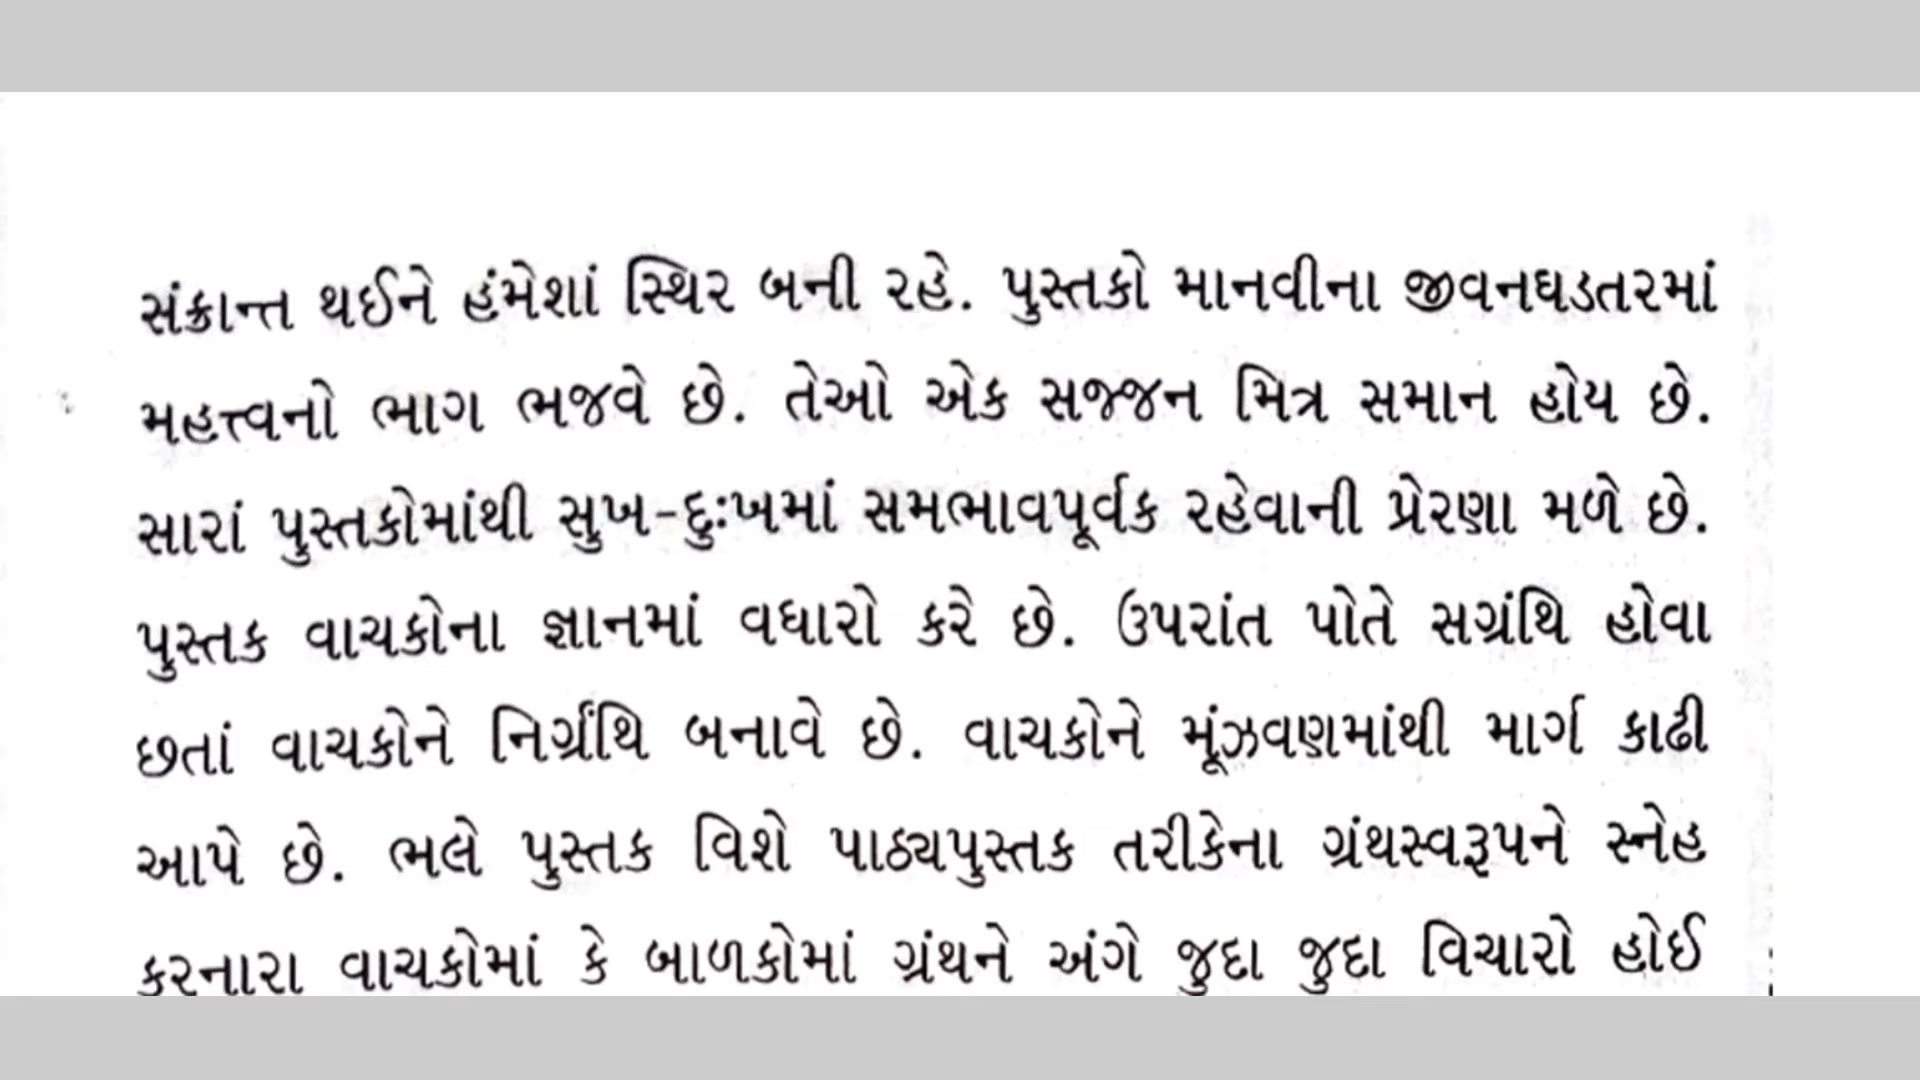 સંક્રાન્ત થઈને હંમેશાં સ્થિર બની રહે. પુસ્તકો માનવીના જીવનઘડતરમાં
મહત્ત્વનો ભાગ ભજવે છે. તેઓ એક સજ્જન મિત્ર સમાન હોય છે.
સારાં પુસ્તકોમાંથી સુખ-દુઃખમાં સમભાવપૂર્વક રહેવાની પ્રેરણા મળે છે.
પુસ્તક વાચકોના જ્ઞાનમાં વધારો કરે છે. ઉપરાંત પોતે સગ્રંથિ હોવા
છતાં વાચકોને નિર્ગ્રંથિ બનાવે છે. વાચકોને મૂંઝવણમાંથી માર્ગ કાઢી
આપે છે. ભલે પુસ્તક વિશે પાઠ્યપુસ્તક તરીકેના ગ્રંથસ્વરૂપને સ્નેહ
કરનારા વાચકોમાં કે બાળકોમાં ગ્રંથને અંગે જુદા જુદા વિચારો હોઈ